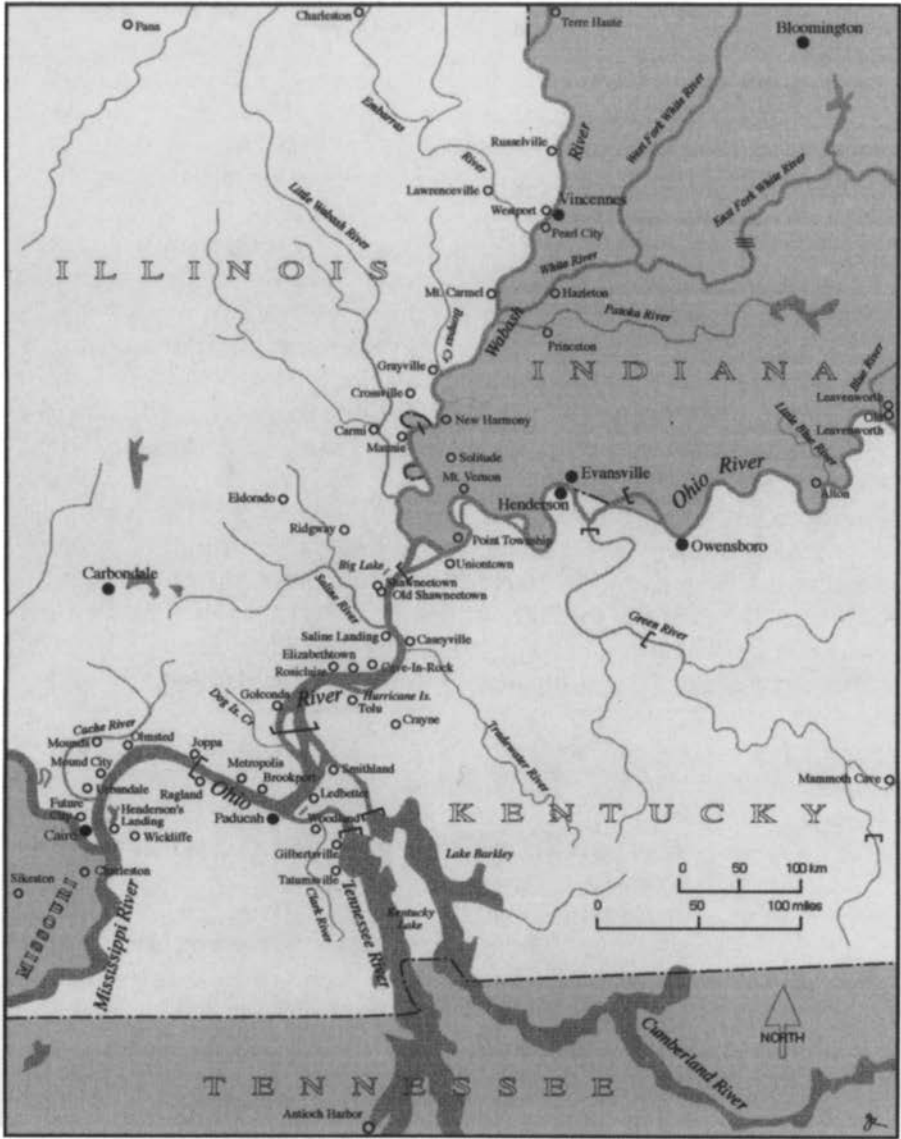 Pana
Charleston
Terre Haute
Bloomington
Embarras
River
Russelville
River
West Fork White River
Lawrenceville
Little Wabash River
Westport
Vincennes
Pearl City
East Fork White River
White River
ILLINOIS
Mt. Carmel
Hazleton
Wabash
Patoka River
Bonpas Cr
Princeton
Grayville
INDIANA
Blue River
Crossville
Leavenworth
Old
Leavenworth
New Harmony
Little Blue River
Carmi
Maunie
Solitude
Mt. Vernon
Evansville
Ohio River
Alton
Eldorado
Henderson
Ridgway
Point Township
Owensboro
Big Lake
Uniontown
Carbondale
Shawneetown
Old Shawneetown
Saline River
Green River
Saline Landing
Caseyville
Elizabethtown
Rosiclaire
Cave-In-Rock
Golconda
River
Hurricane Is.
Tolu
Dog Is. Cr
Crayne
Cache River
Tradewater River
Mounds
Olmsted
Joppa
Mound City
Metropolis
Smithland
Mammoth Cave
Urbandale
Ragland
Ohio
Brookport
Ledbetter
Future
City
Henderson's
Landing
Paducah
Woodland
KENTUCKY
Cairo
Wickliffe
Gilbertsville
Lake Barkley
Charleston
Tatumsville
0 50 100 km
Sikeston
Clark River
Tennessee River
Kentucky
Lake
0 50 100 miles
MISSOURI
Mississippi River
NORTH
Cumberland River
TENNESSEE
Antioch Harbor